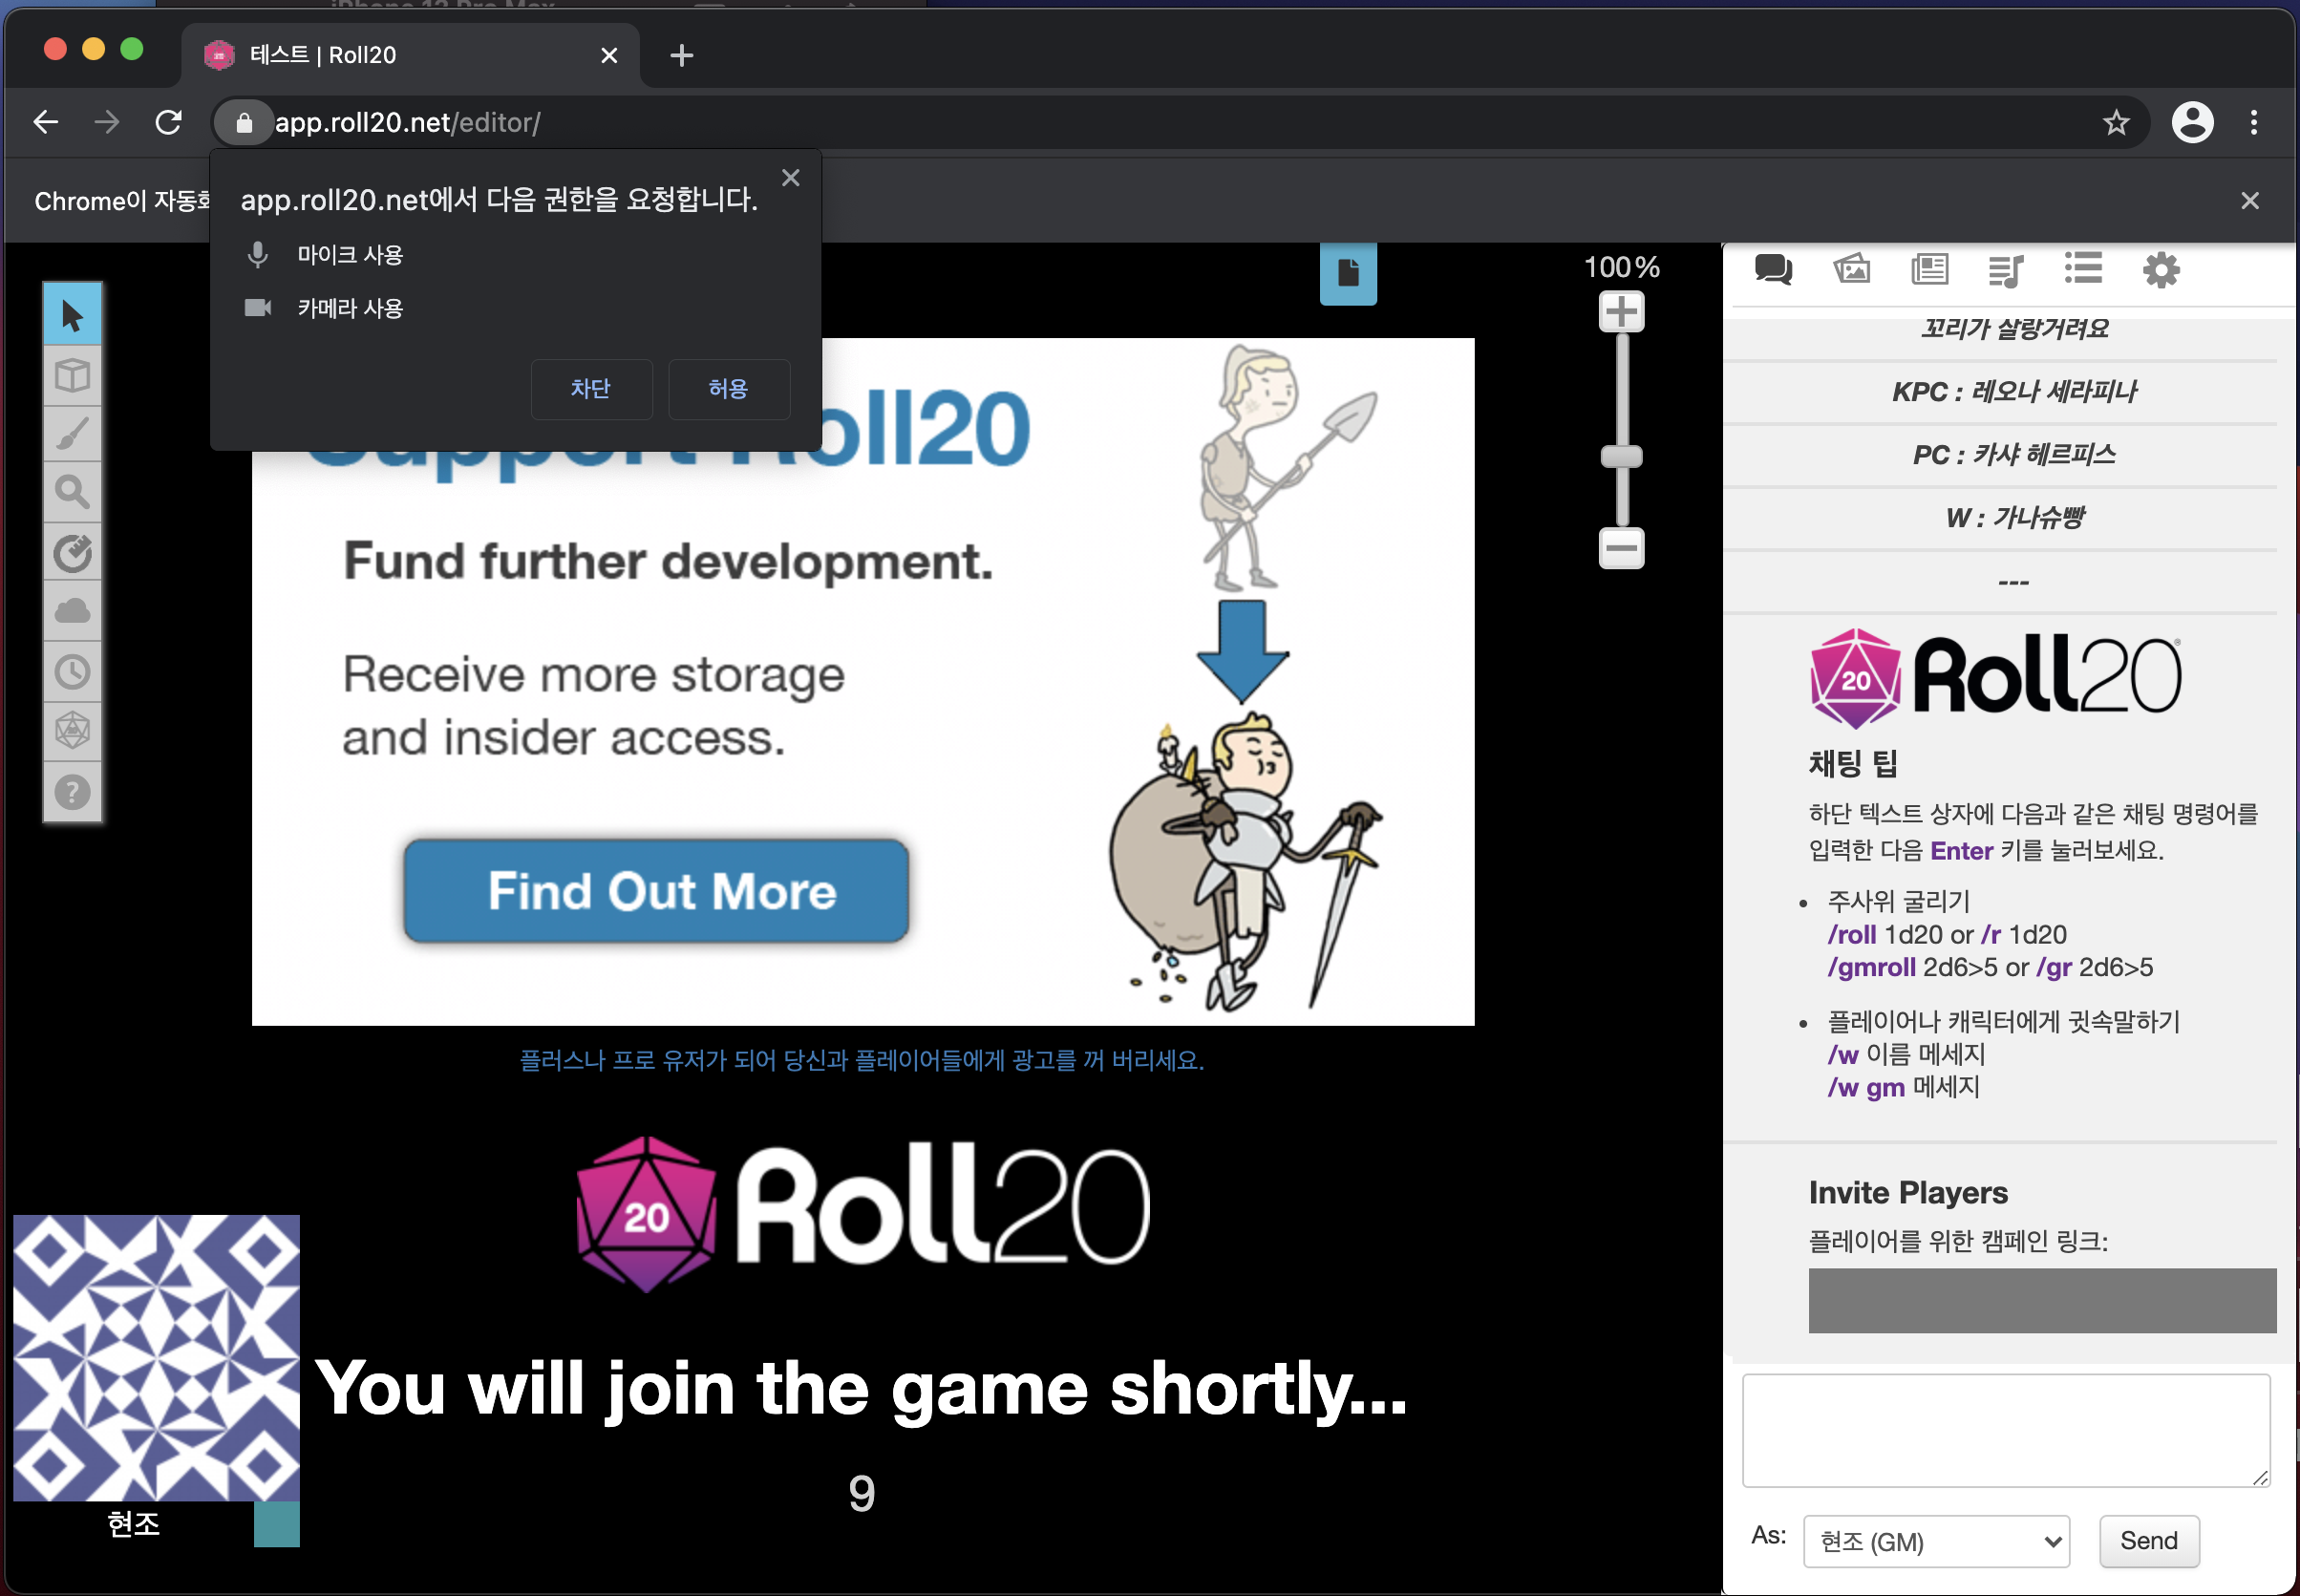 테스트 | Roll20
app.roll20.net/editor/
Chrome이 자동화
app.roll20.net에서 다음 권한을 요청합니다.
마이크 사용
카메라 사용
차단
허용
100%
Support Roll20
Fund further development.
Receive more storage
and insider access.
Find Out More
플러스나 프로 유저가 되어 당신과 플레이어들에게 광고를 꺼 버리세요.
20
Roll20
You will join the game shortly...
9
현조
꼬리가 살랑거려요
KPC : 레오나 세라피나
PC : 카샤 헤르피스
W : 가나슈빵
---
20
Roll20
채팅 팁
하단 텍스트 상자에 다음과 같은 채팅 명령어를
입력한 다음 Enter 키를 눌러보세요.
• 주사위 굴리기
/roll 1d20 or /r 1d20
/gmroll 2d6>5 or /gr 2d6>5
• 플레이어나 캐릭터에게 귓속말하기
/w 이름 메세지
/w gm 메세지
Invite Players
플레이어를 위한 캠페인 링크:
As:
현조 (GM)
Send